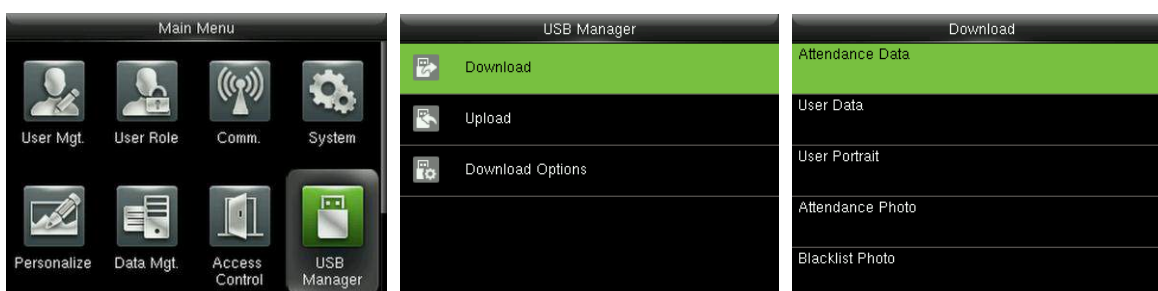 Main Menu
User Mgt.
User Role
Comm.
System
Personalize
Data Mgt.
Access
Control
USB
Manager
USB Manager
Download
Upload
Download Options
Download
Attendance Data
User Data
User Portrait
Attendance Photo
Blacklist Photo